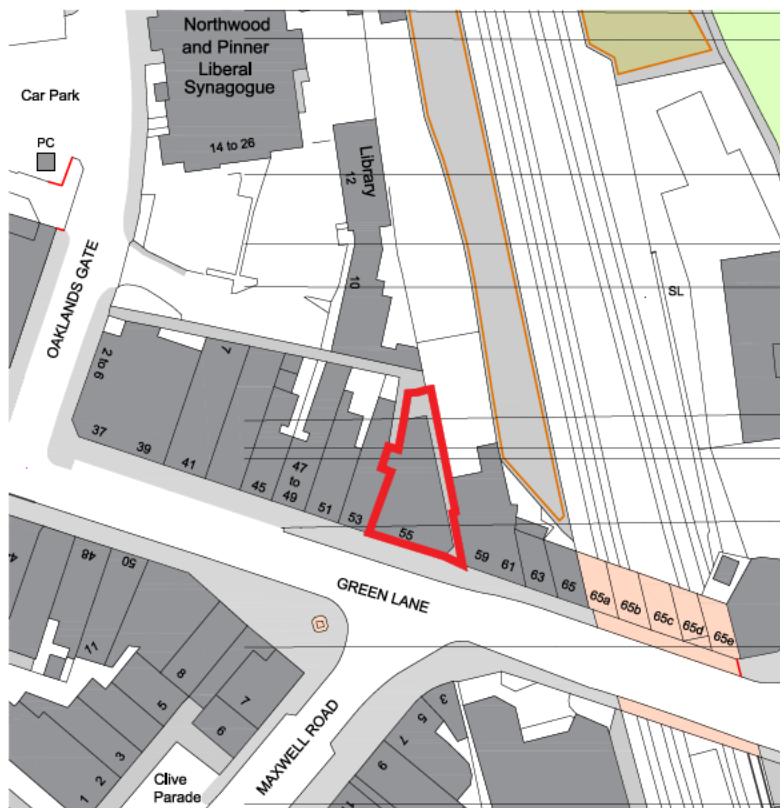 Northwood
and Pinner
Liberal
Synagogue
14 to 26
Car Park
PC
Library
12
10
OAKLANDS GATE
SL
2 to 6
7
37
39
41
45
47
to
49
51
53
55
59
61
63
65
65a
65b
65c
65d
65e
GREEN LANE
48
50
11
8
5
3
2
1
7
6
MAXWELL ROAD
3
5
7
9
Clive
Parade